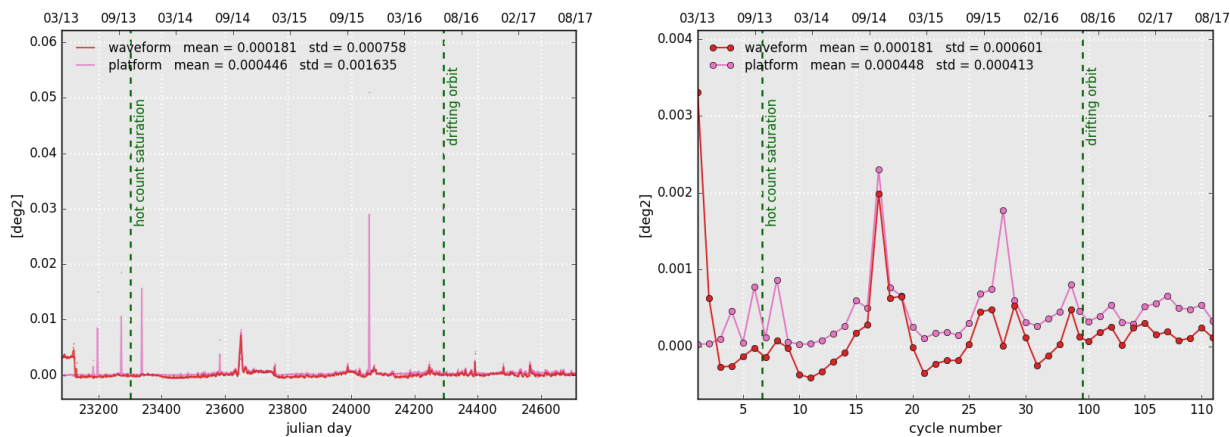 03/13 09/13 03/14 09/14 03/15 09/15 03/16 08/16 02/17 08/17
waveform mean = 0.000181 std = 0.000758
platform mean = 0.000446 std = 0.001635
0.06
0.05
0.04
0.03
0.02
0.01
0.00
[deg2]
hot count saturation
drifting orbit
23200 23400 23600 23800 24000 24200 24400 24600
julian day
03/13 09/13 03/14 09/14 03/15 09/15 02/16 08/16 02/17 08/17
waveform mean = 0.000181 std = 0.000601
platform mean = 0.000448 std = 0.000413
0.004
0.003
0.002
0.001
0.000
[deg2]
hot count saturation
drifting orbit
5 10 15 20 25 30 100 105 110
cycle number